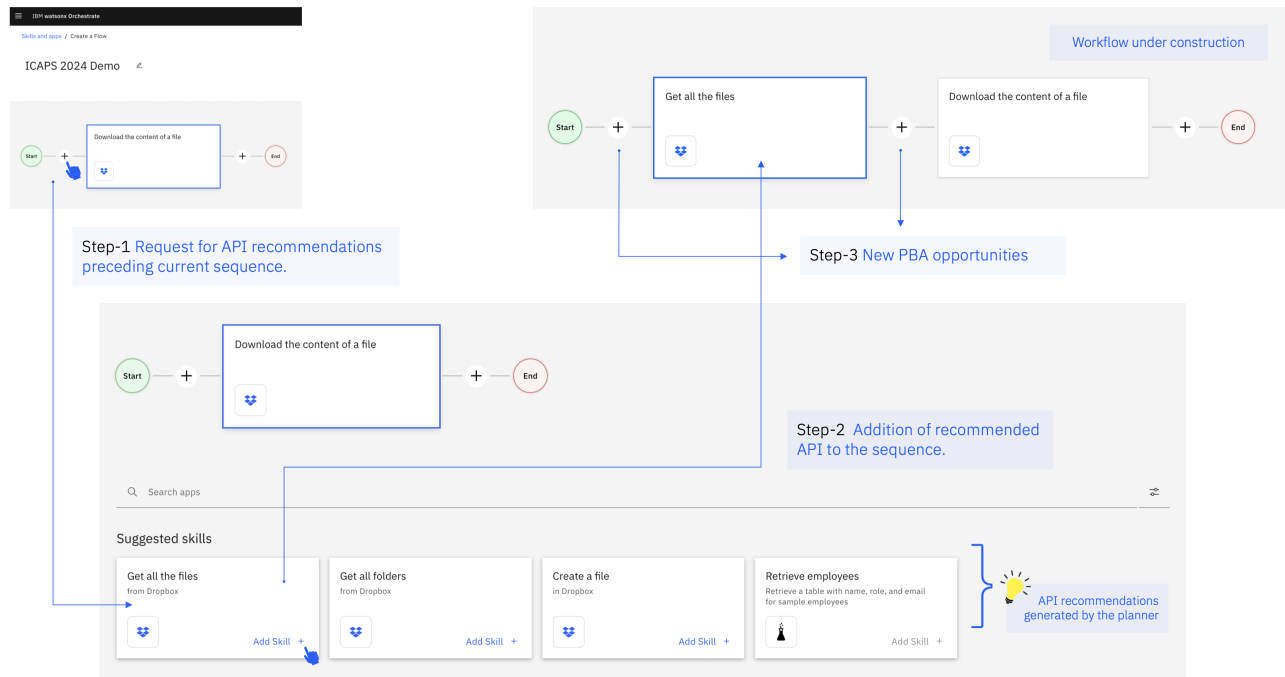 IBM watsonx Orchestrate
Skills and apps / Create a Flow
ICAPS 2024 Demo
Start
+
Download the content of a file
+
End
Step-1 Request for API recommendations
preceding current sequence.
Workflow under construction
Start
+
Get all the files
+
Download the content of a file
+
End
Step-3 New PBA opportunities
Start
+
Download the content of a file
+
End
Step-2 Addition of recommended
API to the sequence.
Search apps
Suggested skills
Get all the files
from Dropbox
Add Skill +
Get all folders
from Dropbox
Add Skill +
Create a file
in Dropbox
Add Skill +
Retrieve employees
Retrieve a table with name, role, and email
for sample employees
Add Skill +
API recommendations
generated by the planner